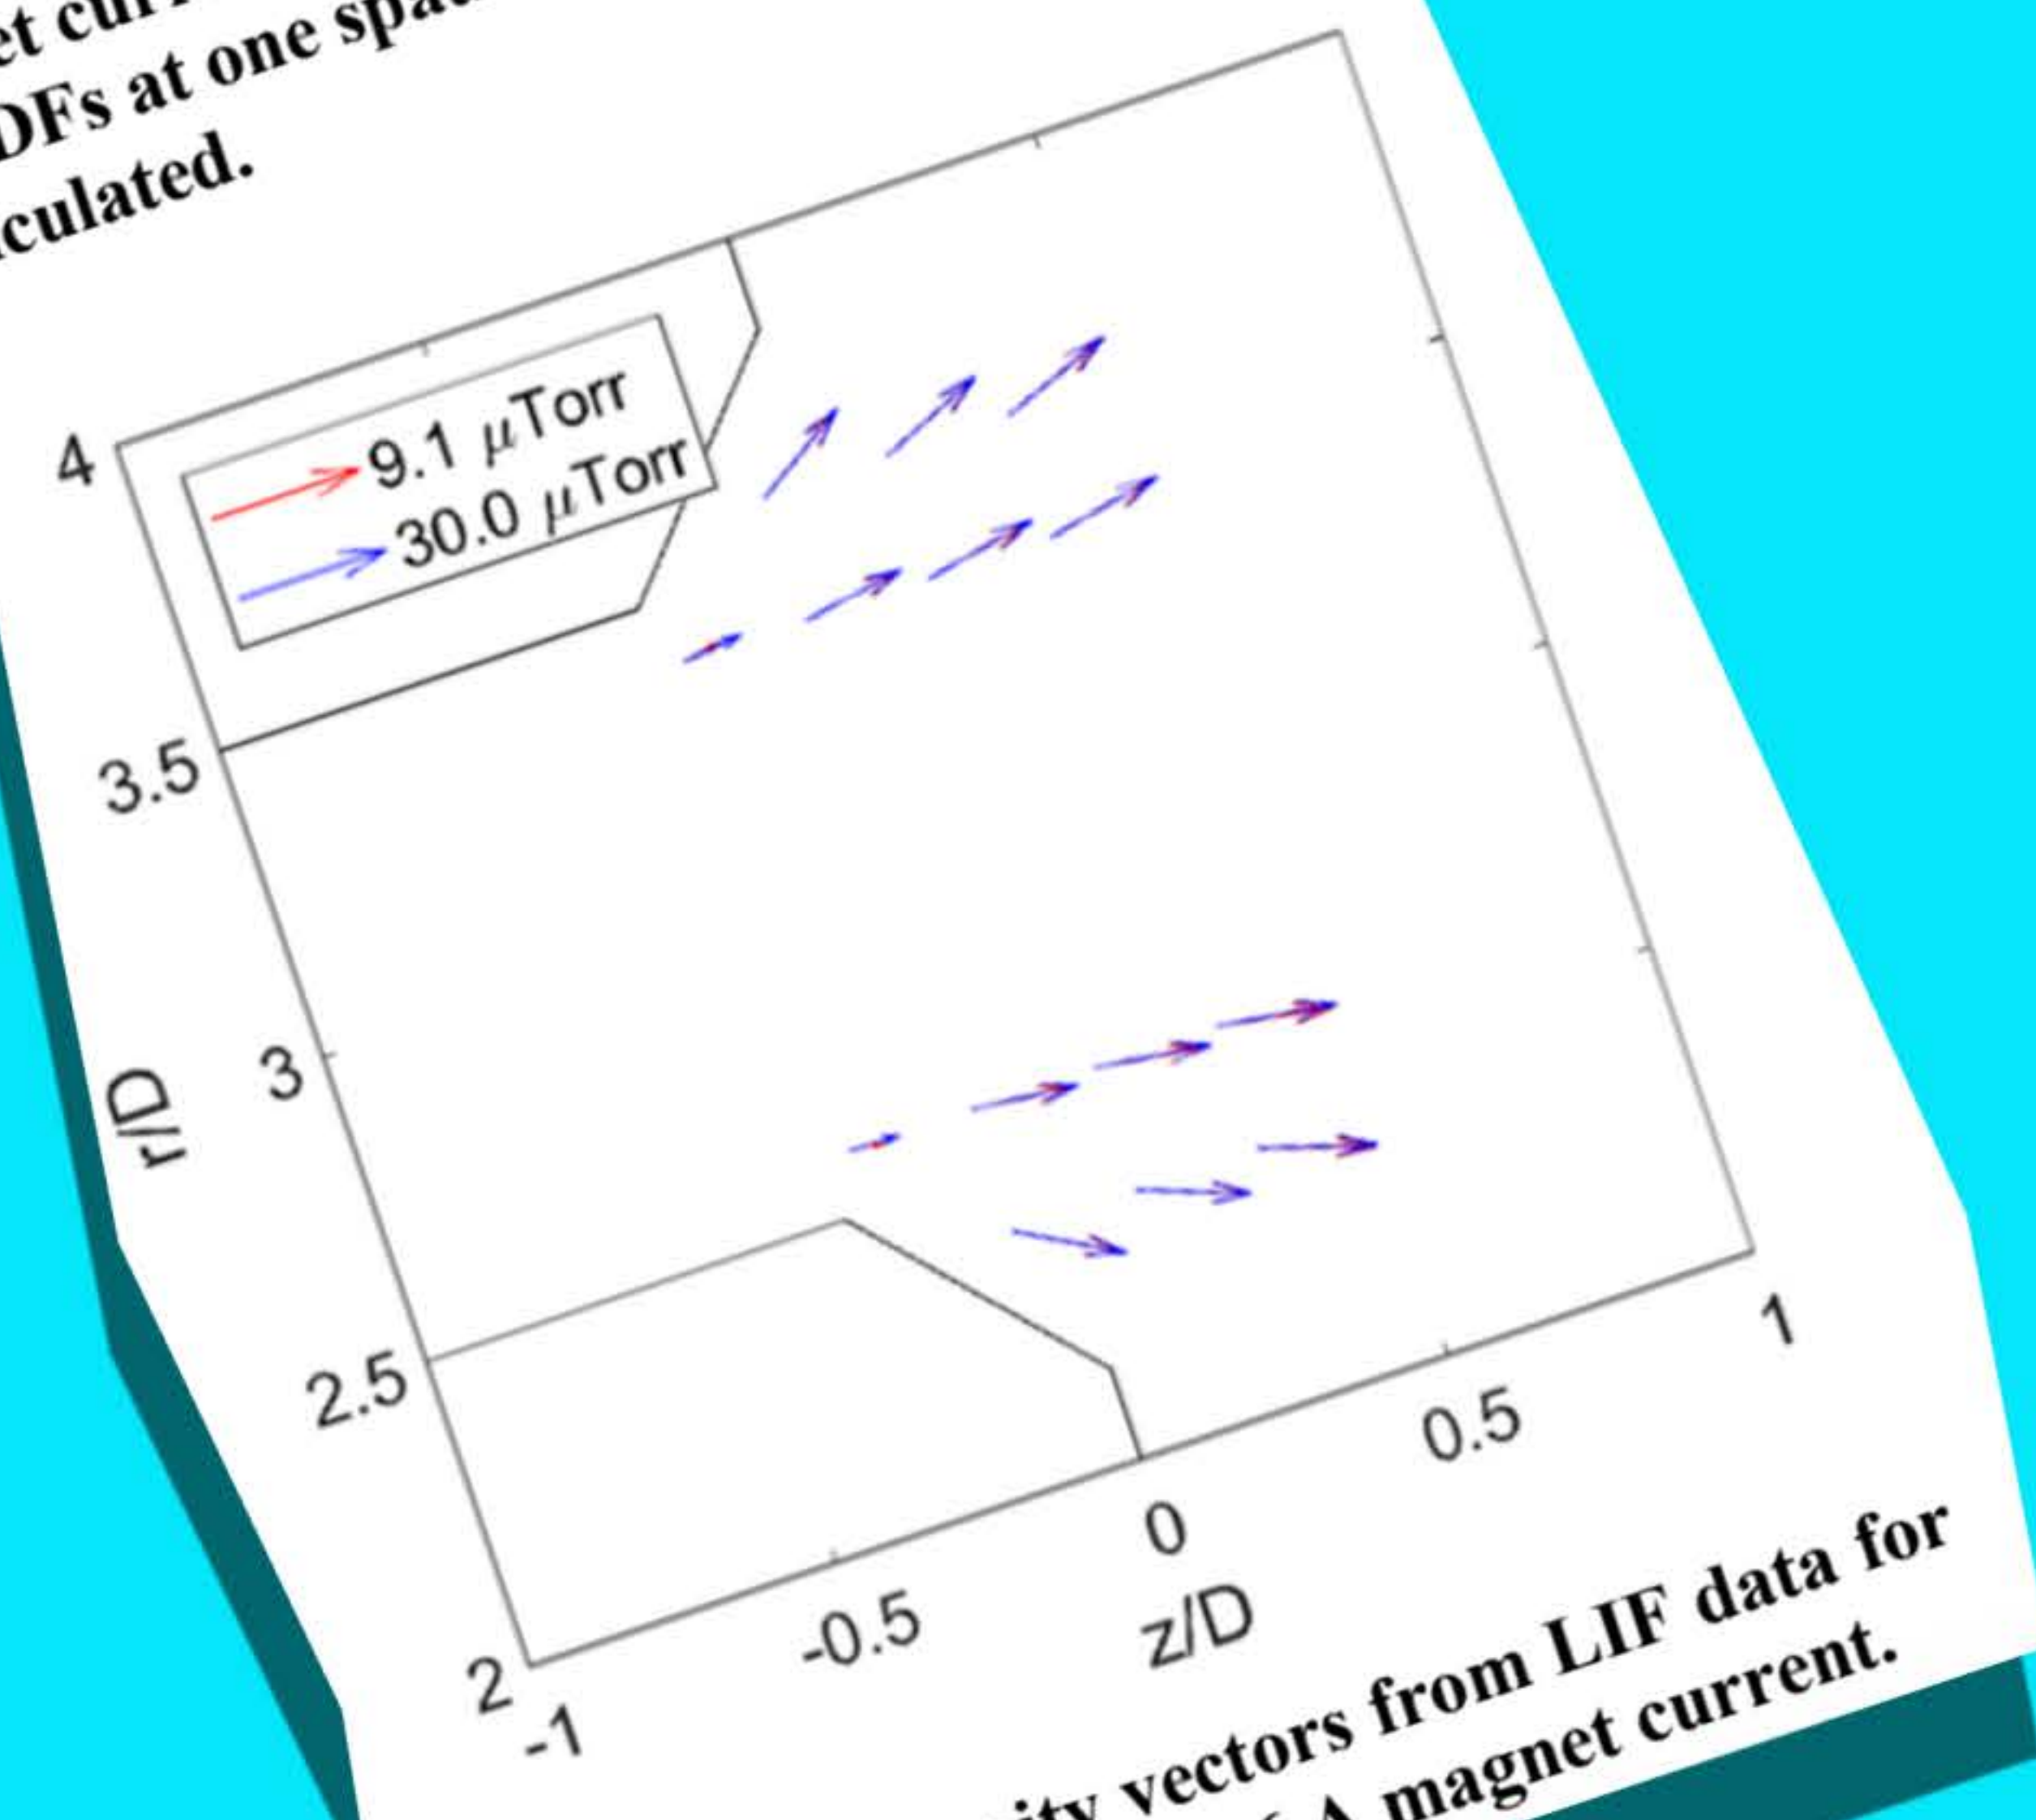 DFs at one
culated.
9.1 μTorr
30.0 μTorr
4
3.5
3
2.5
2
r/D
-1
-0.5
0
0.5
1
z/D
vectors from LIF data for
A magnet current.